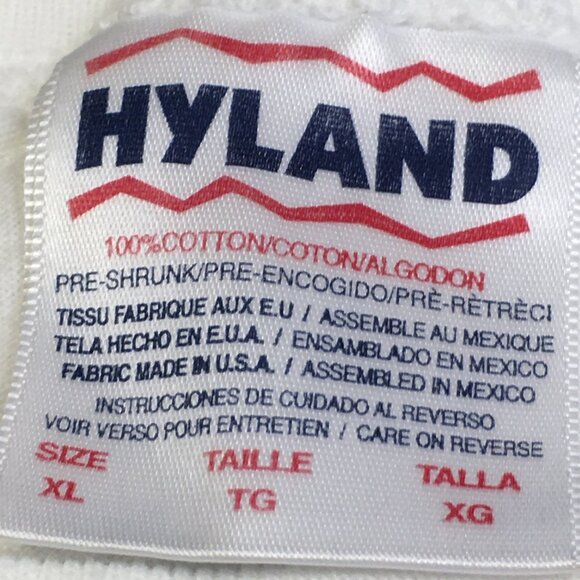 HYLAND
100%COTTON/COTON/ALGODON
PRE-SHRUNK/PRE-ENCOGIDO/PRÈ-RÈTRÈCI
TISSU FABRIQUE AUX E.U / ASSEMBLE AU MEXIQUE
TELA HECHO EN E.U.A. / ENSAMBLADO EN MEXICO
FABRIC MADE IN U.S.A. / ASSEMBLED IN MEXICO
INSTRUCCIONES DE CUIDADO AL REVERSO
VOIR VERSO POUR ENTRETIEN / CARE ON REVERSE
SIZE TAILLE TALLA
XL TG XG